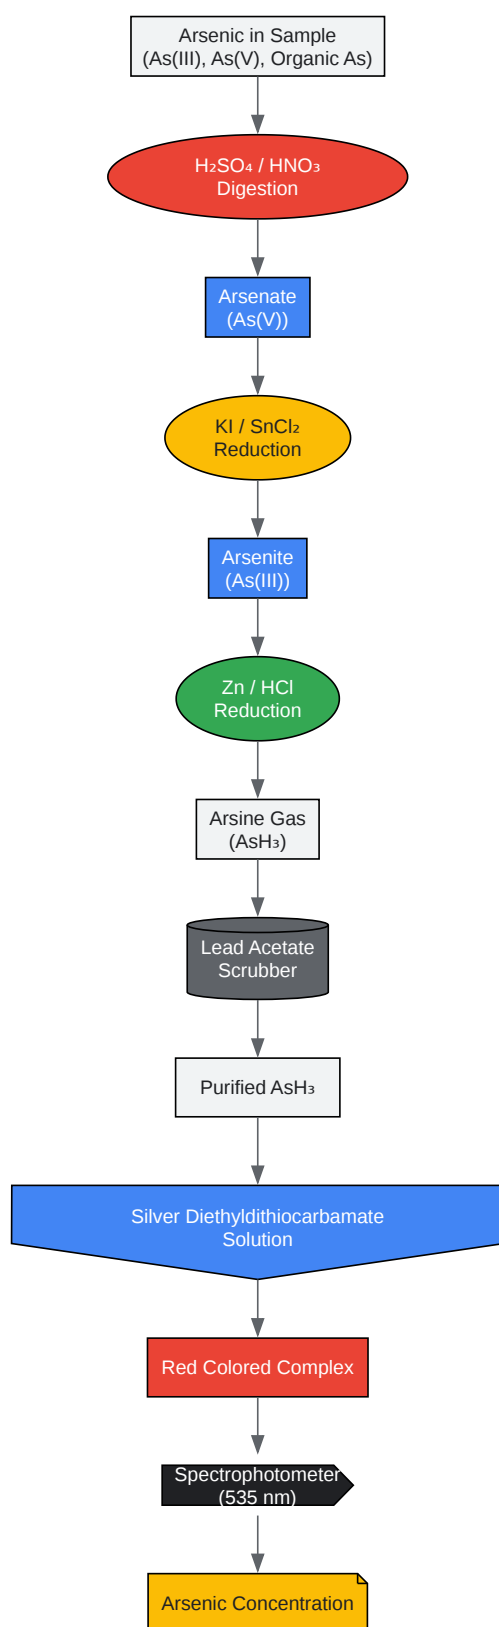 Arsenic in Sample
(As(III), As(V), Organic As)
H₂SO₄ / HNO₃
Digestion
Arsenate
(As(V))
KI / SnCl₂
Reduction
Arsenite
(As(III))
Zn / HCl
Reduction
Arsine Gas
(AsH₃)
Lead Acetate
Scrubber
Purified AsH₃
Silver Diethyldithiocarbamate
Solution
Red Colored Complex
Spectrophotometer
(535 nm)
Arsenic Concentration